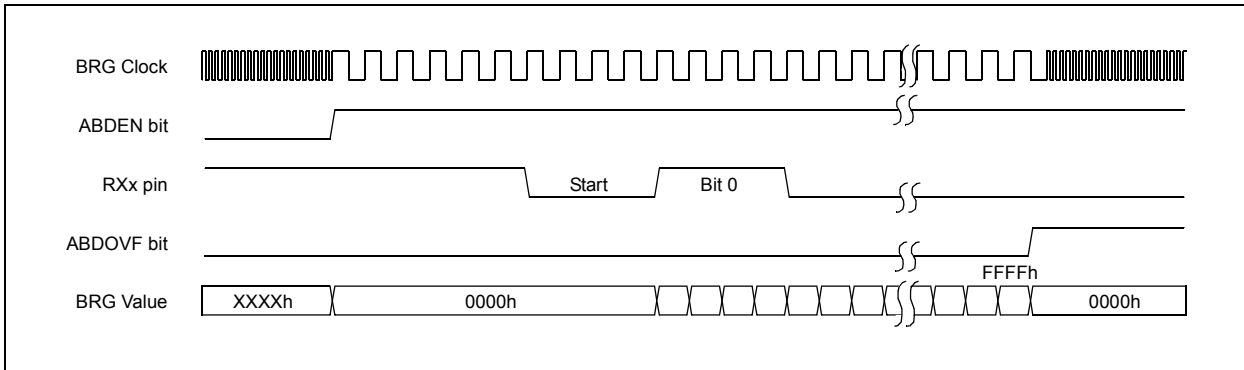 BRG Clock
ABDEN bit
RXx pin
Start
Bit 0
ABDOVF bit
FFFFh
BRG Value
XXXXh
0000h
0000h